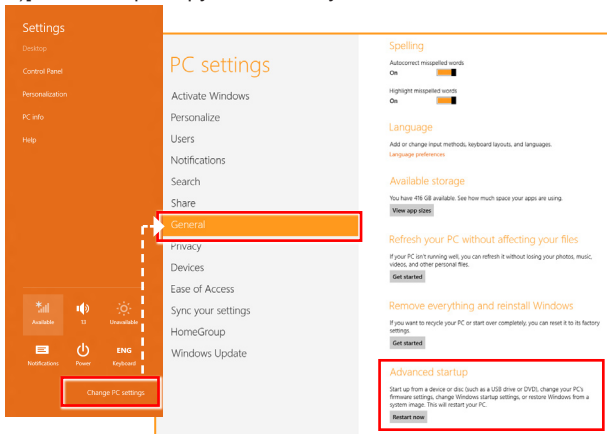 Settings
Desktop
Control Panel
Personalization
PC info
Help
Available
53
Unavailable
Notifications
Power
ENG
Keyboard
Change PC settings
PC settings
Activate Windows
Personalize
Users
Notifications
Search
Share
General
Privacy
Devices
Ease of Access
Sync your settings
HomeGroup
Windows Update
Spelling
Autocorrect misspelled words
On
Highlight misspelled words
On
Language
Add or change input methods, keyboard layouts, and languages.
Language preferences
Available storage
You have 416 GB available. See how much space your apps are using.
View app sizes
Refresh your PC without affecting your files
If your PC isn't running well, you can refresh it without losing your photos, music,
videos, and other personal files.
Get started
Remove everything and reinstall Windows
If you want to recycle your PC or start over completely, you can reset it to its factory
settings.
Get started
Advanced startup
Start up from a device or disc (such as a USB drive or DVD), change your PC's
firmware settings, change Windows startup settings, or restore Windows from a
system image. This will restart your PC.
Restart now